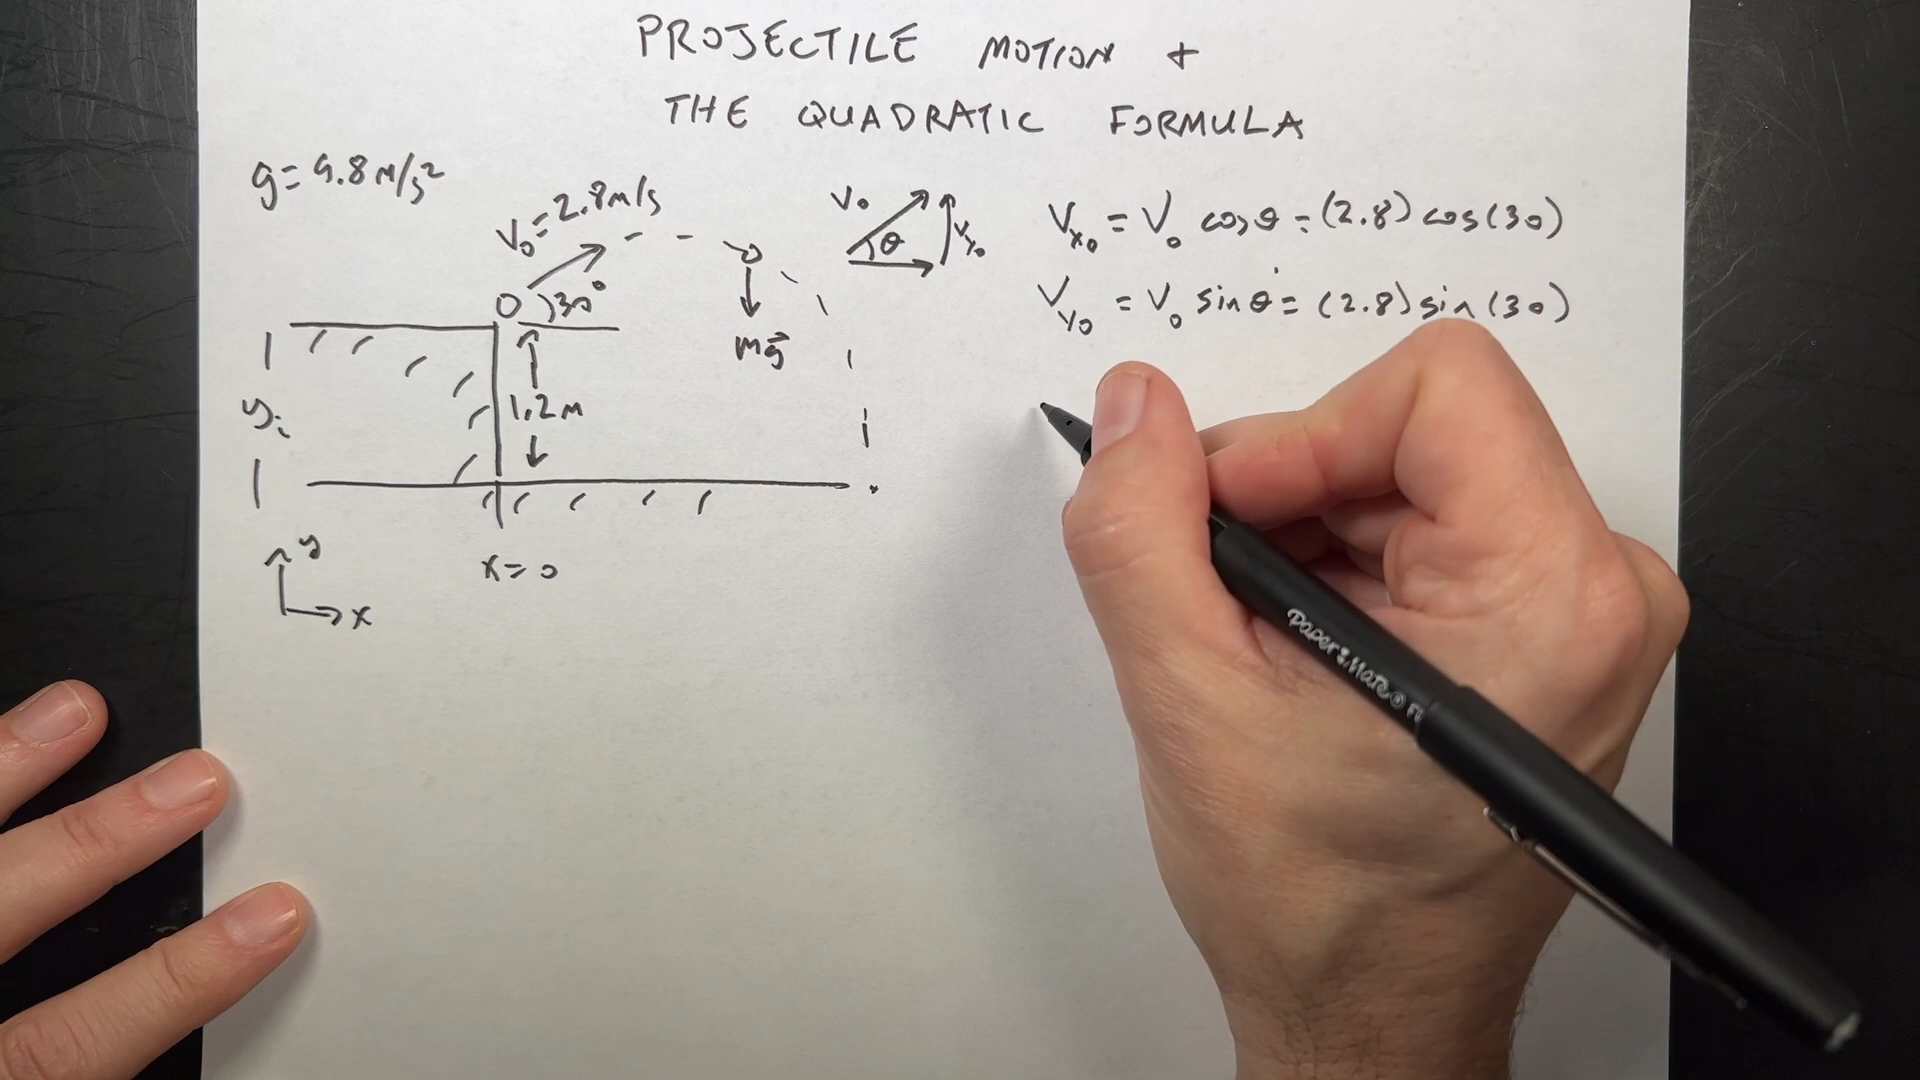 PROJECTILE MOTION +
THE QUADRATIC FORMULA
g = 9.8 m/s²
V₀ = 2.8 m/s
30°
1.2 m
yᵢ
mg⃗
x = 0
y
x
V₀
θ
Vy₀
Vx₀ = V₀ cos θ = (2.8) cos (30)
Vy₀ = V₀ sin θ = (2.8) sin (30)
Paper:Mate